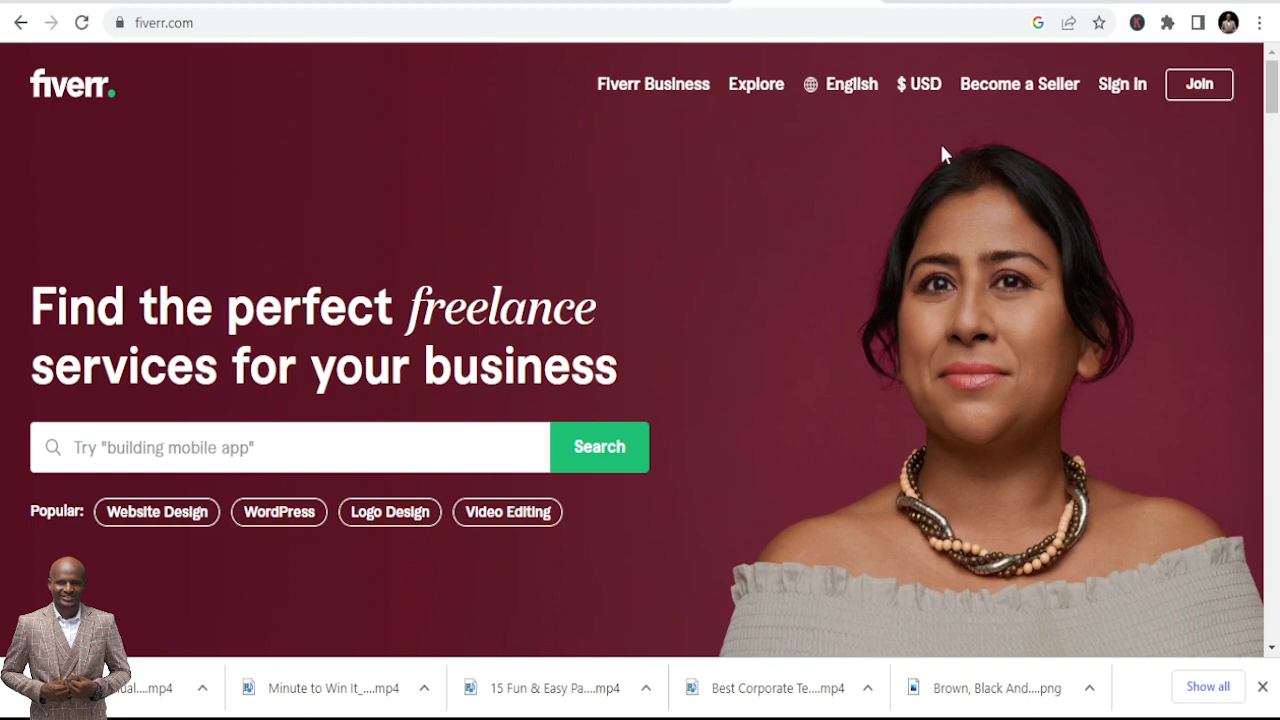 fiverr.com
fiverr.
Fiverr Business Explore English $ USD Become a Seller Sign In Join
Find the perfect freelance
services for your business
Try "building mobile app"
Search
Popular: Website Design WordPress Logo Design Video Editing
ual....mp4 Minute to Win It_....mp4 15 Fun & Easy Pa....mp4 Best Corporate Te....mp4 Brown, Black And....png Show all